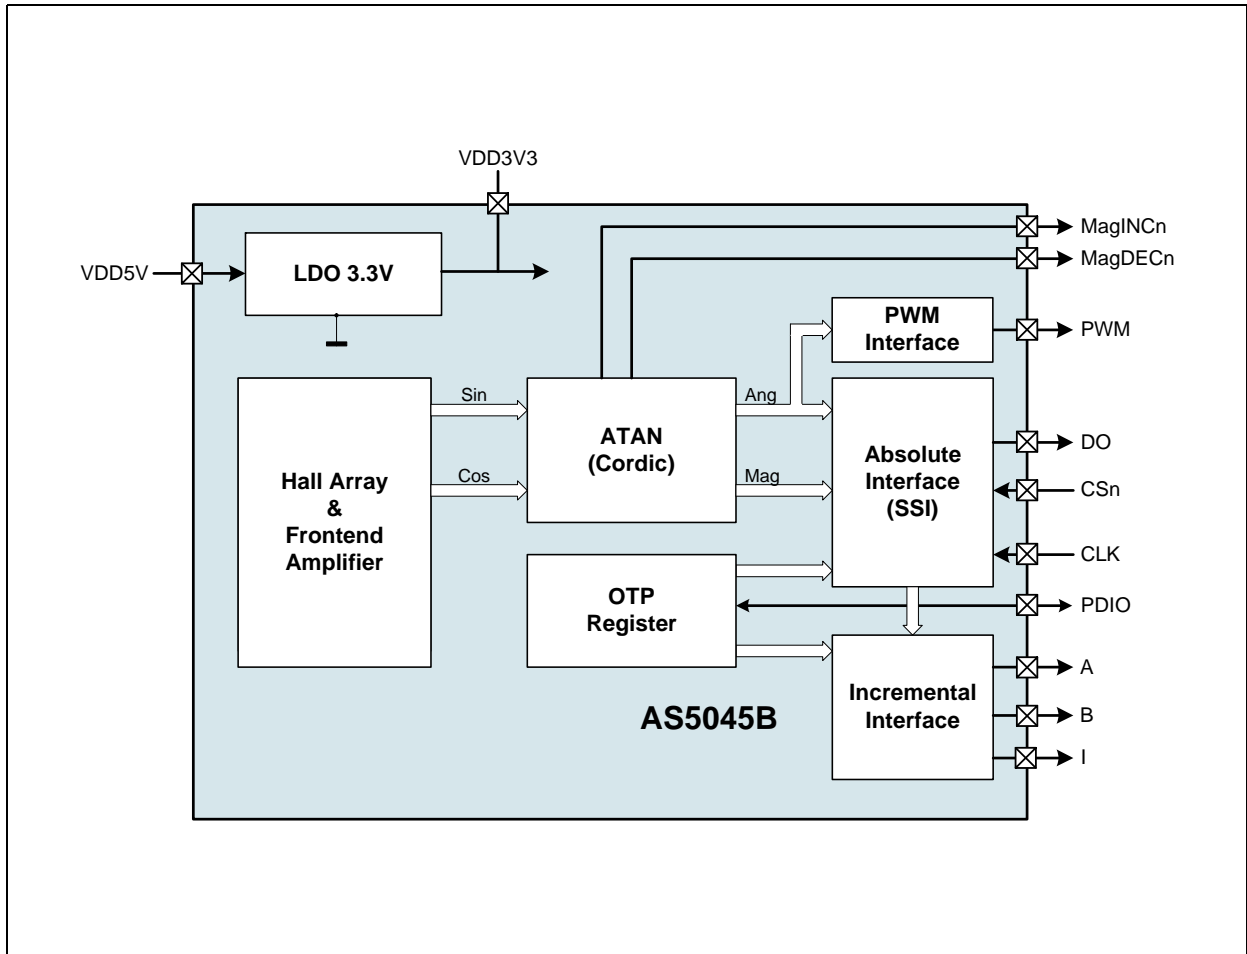 VDD3V3
MagINCn
MagDECn
VDD5V
LDO 3.3V
PWM
Interface
PWM
Sin
Ang
ATAN
(Cordic)
Cos
Mag
Hall Array
&
Frontend
Amplifier
Absolute
Interface
(SSI)
DO
CSn
CLK
OTP
Register
PDIO
Incremental
Interface
A
B
I
AS5045B